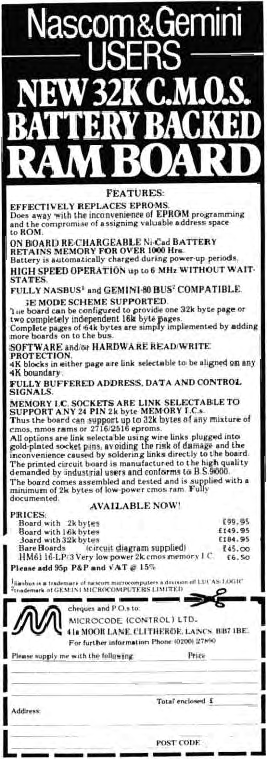 Nascom & Gemini
USERS
NEW 32K C.M.O.S.
BATTERY BACKED
RAM BOARD
FEATURES:
EFFECTIVELY REPLACES EPROMS.
Does away with the inconvenience of EPROM programming
and the compromise of assigning valuable address space
to ROM.
ON BOARD RE-CHARGEABLE Ni-Cad BATTERY
RETAINS MEMORY FOR OVER 1000 Hrs.
Battery is automatically charged during power-up periods.
HIGH SPEED OPERATION up to 6 MHz WITHOUT WAIT-
STATES.
FULLY NASBUS¹ and GEMINI-80 BUS² COMPATIBLE.
GE MODE SCHEME SUPPORTED.
The board can be configured to provide one 32k byte page or
two completely independent 16k byte pages.
Complete pages of 64k bytes are simply implemented by adding
more boards on to the bus.
SOFTWARE and/or HARDWARE READ/WRITE
PROTECTION.
4K blocks in either page are link selectable to be aligned on any
4K boundary.
FULLY BUFFERED ADDRESS, DATA AND CONTROL
SIGNALS.
MEMORY I.C. SOCKETS ARE LINK SELECTABLE TO
SUPPORT ANY 24 PIN 2k byte MEMORY I.C.s.
Thus the board can support up to 32k bytes of any mixture of
cmos, nmos rams or 2716/2516 eproms.
All options are link selectable using wire links plugged into
gold-plated socket pins, avoiding the risk of damage and the
inconvenience caused by soldering links directly to the board.
The printed circuit board is manufactured to the high quality
demanded by industrial users and conforms to B.S.9000.
The board comes assembled and tested and is supplied with a
minimum of 2k bytes of low-power cmos ram. Fully
documented.
AVAILABLE NOW!
PRICES:
Board with 2k bytes £99.95
Board with 16k bytes £149.95
Board with 32k bytes £184.95
Bare Boards (circuit diagram supplied) £45.00
HM6116-LP/3 Very low power 2k cmos memory I.C. £6.50
Please add 95p P&P and VAT @ 15%
¹Nasbus is a trademark of nascom microcomputers a division of LUCAS LOGIC
²trademark of GEMINI MICROCOMPUTERS LIMITED
cheques and P.O.s to:
MICROCODE (CONTROL) LTD.
41a MOOR LANE, CLITHEROE, LANCS, BB7 1BE.
For further information Phone (0200) 27890
Please supply me with the following: Price
Total enclosed £
Address:
POST CODE